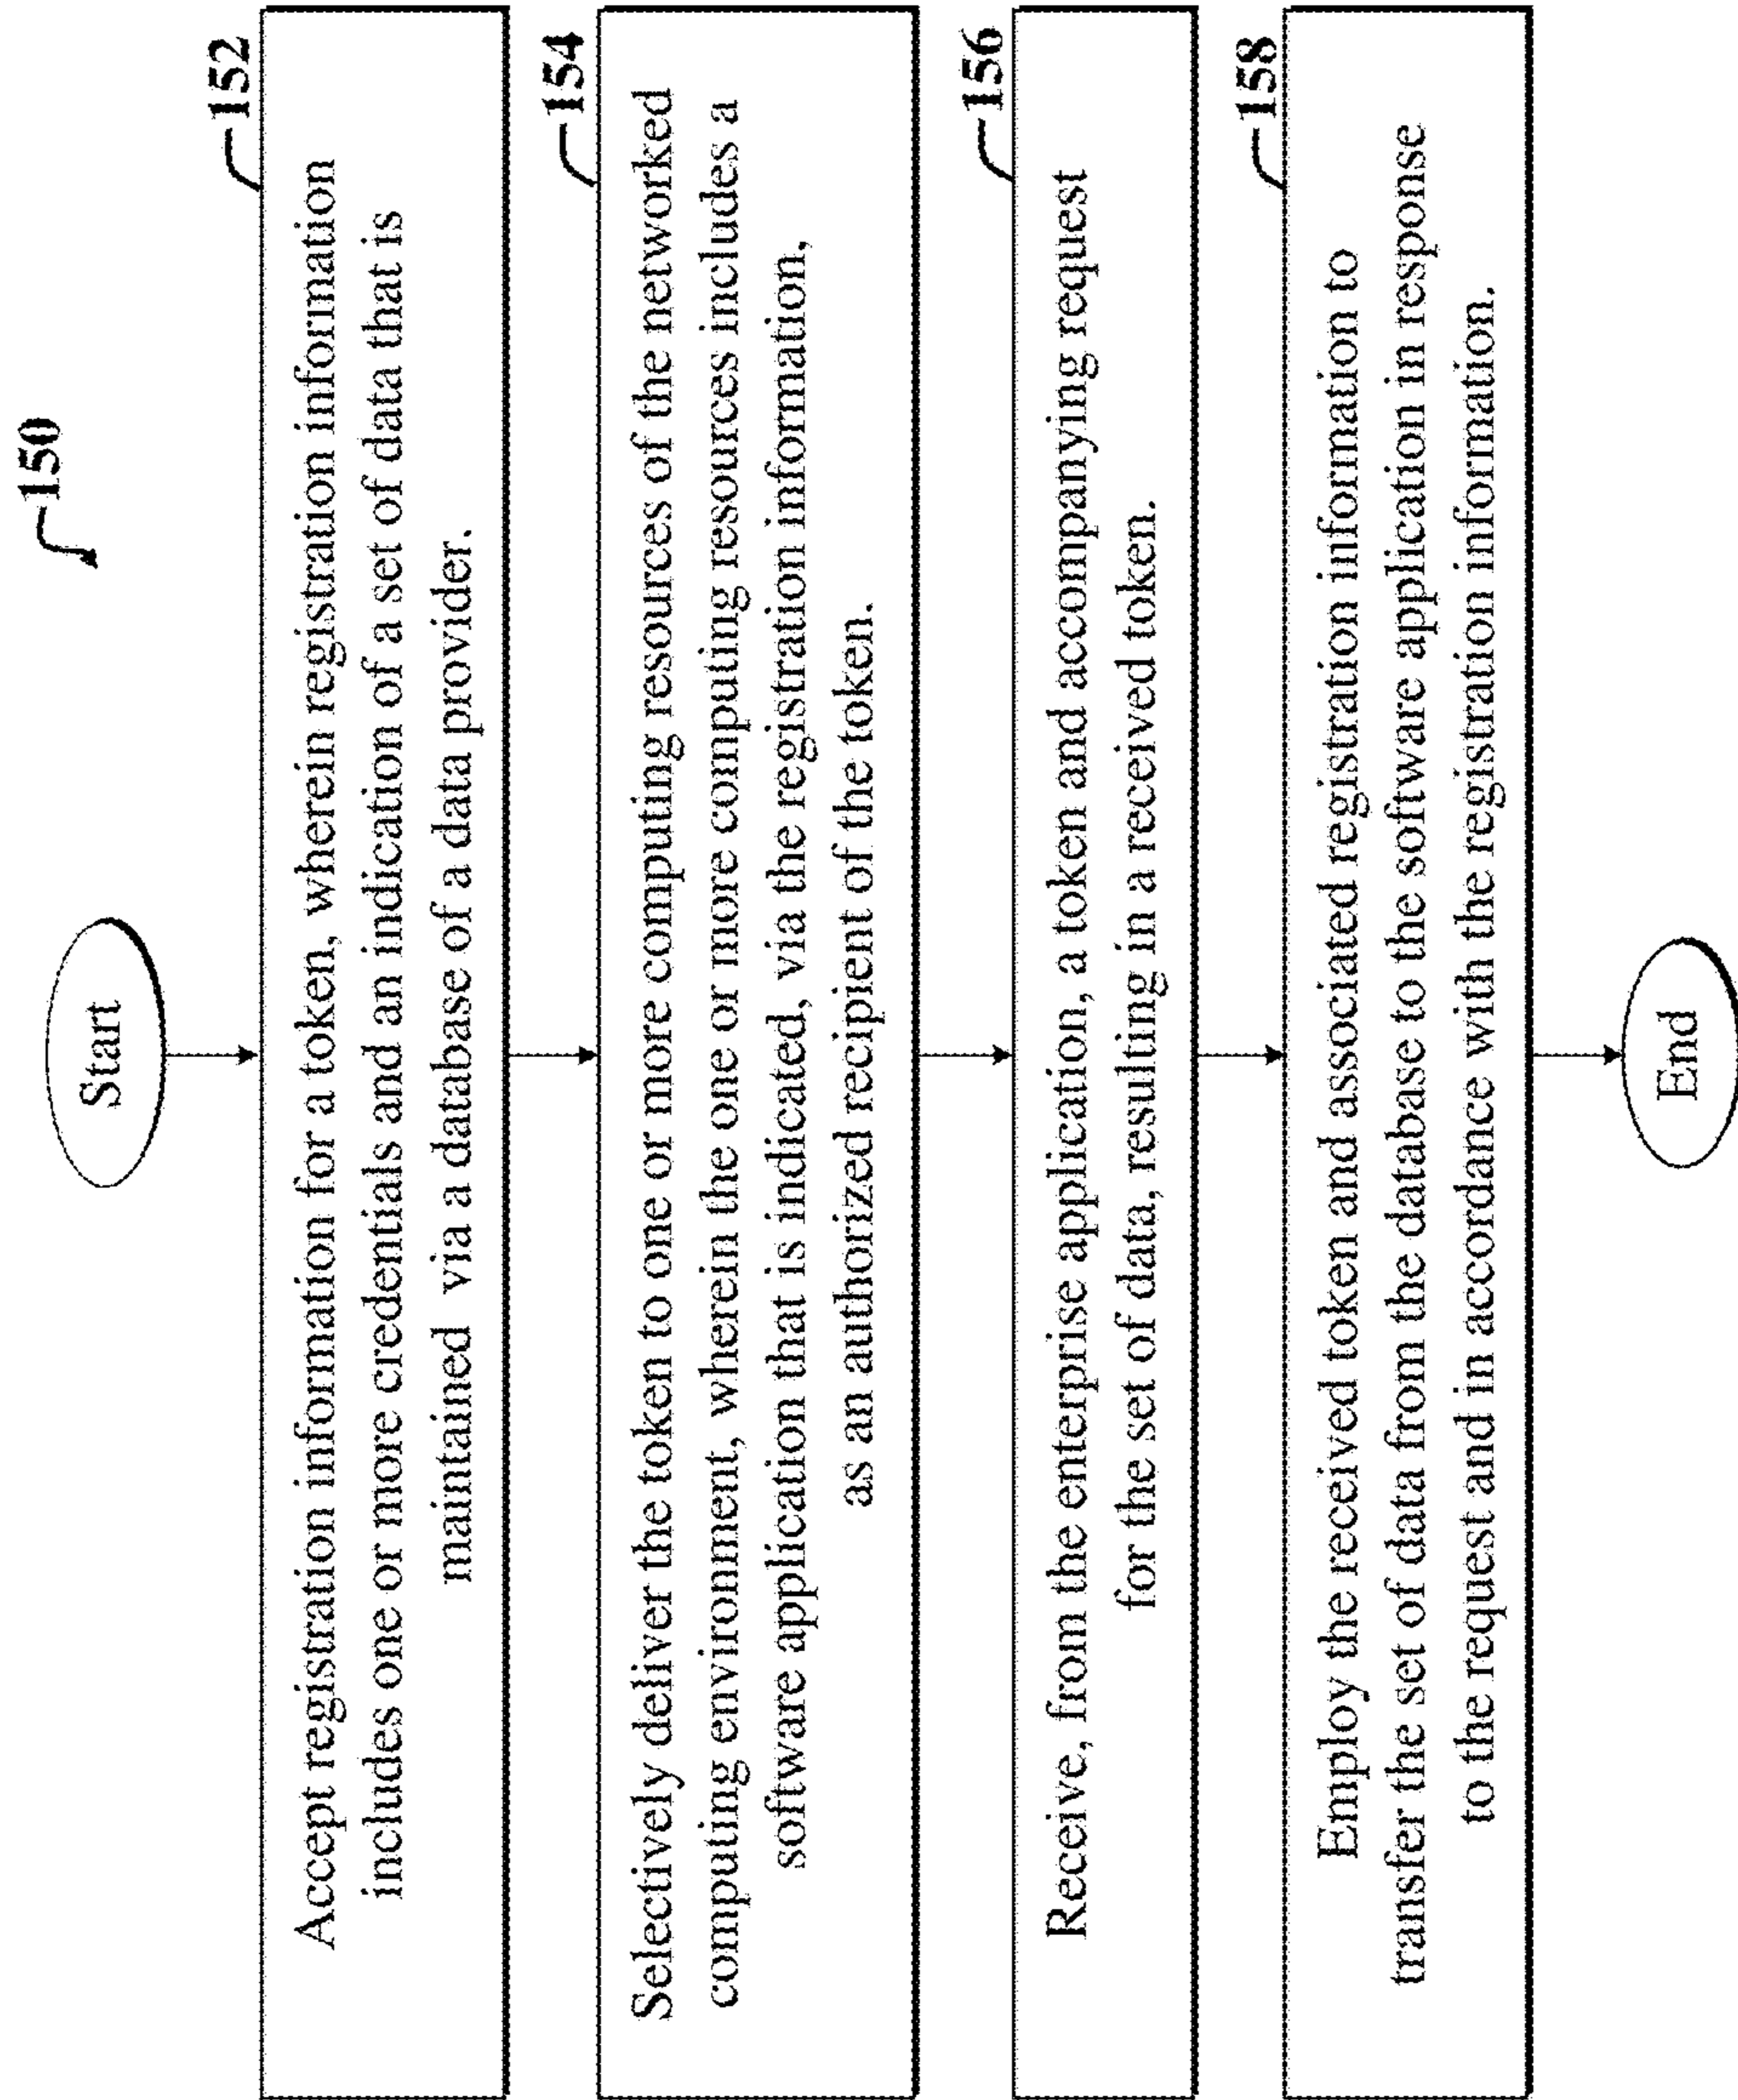 150
Start
152
Accept registration information for a token, wherein registration information
includes one or more credentials and an indication of a set of data that is
maintained via a database of a data provider.
154
Selectively deliver the token to one or more computing resources of the networked
computing environment, wherein the one or more computing resources includes a
software application that is indicated, via the registration information,
as an authorized recipient of the token.
156
Receive, from the enterprise application, a token and accompanying request
for the set of data, resulting in a received token.
158
Employ the received token and associated registration information to
transfer the set of data from the database to the software application in response
to the request and in accordance with the registration information.
End